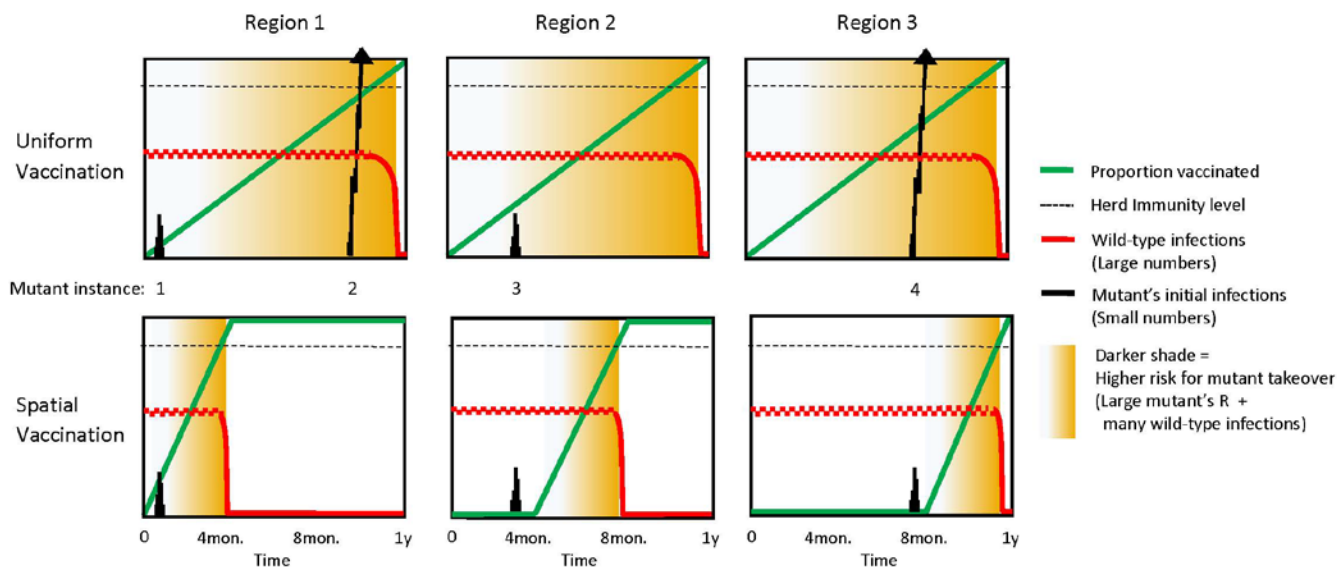 Region 1
Region 2
Region 3
Uniform
Vaccination
Proportion vaccinated
Herd Immunity level
Wild-type infections
(Large numbers)
Mutant instance: 1 2 3 4
Mutant's initial infections
(Small numbers)
Darker shade =
Higher risk for mutant takeover
(Large mutant's R +
many wild-type infections)
Spatial
Vaccination
0 4mon. 8mon. 1y
Time
0 4mon. 8mon. 1y
Time
0 4mon. 8mon. 1y
Time